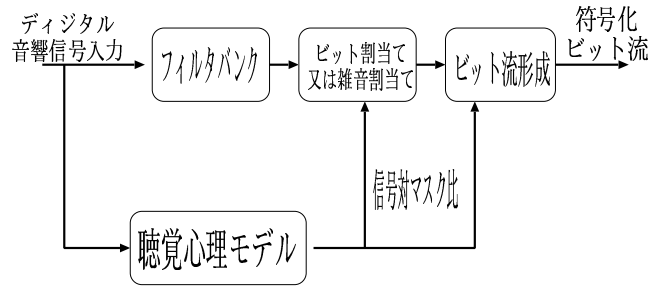 ディジタル
音響信号入力
フィルタバンク
ビット割当て
又は雑音割当て
ビット流形成
符号化
ビット流
信号対マスク比
聴覚心理モデル